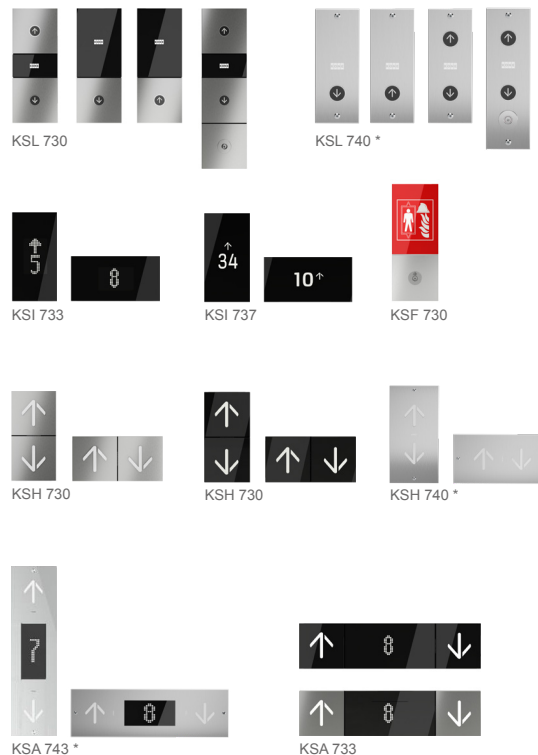 KSL 730
KSL 740 *
5
8
KSI 733
34
10
KSI 737
KSF 730
KSH 730
KSH 730
KSH 740 *
7
8
KSA 743 *
8
8
KSA 733